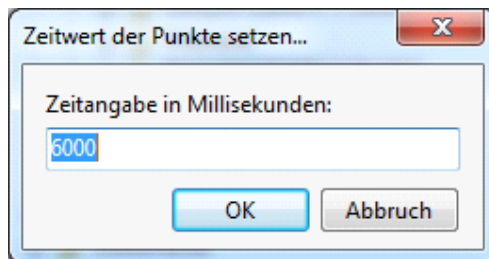 Zeitwert der Punkte setzen...
Zeitangabe in Millisekunden:
6000
OK Abbruch